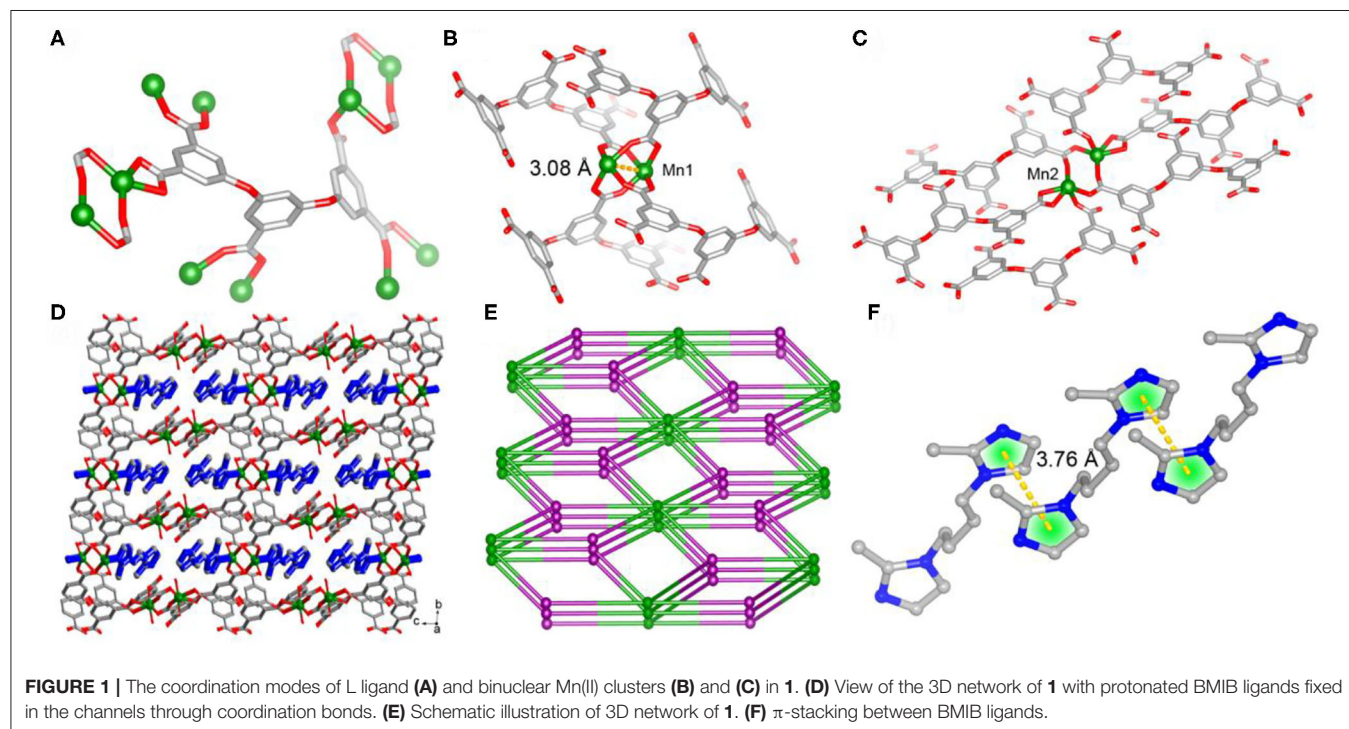 A
B
C
3.08 Å
Mn1
Mn2
D
E
F
3.76 Å
b
c
a
FIGURE 1 | The coordination modes of L ligand (A) and binuclear Mn(II) clusters (B) and (C) in 1. (D) View of the 3D network of 1 with protonated BMIB ligands fixed
in the channels through coordination bonds. (E) Schematic illustration of 3D network of 1. (F) π-stacking between BMIB ligands.